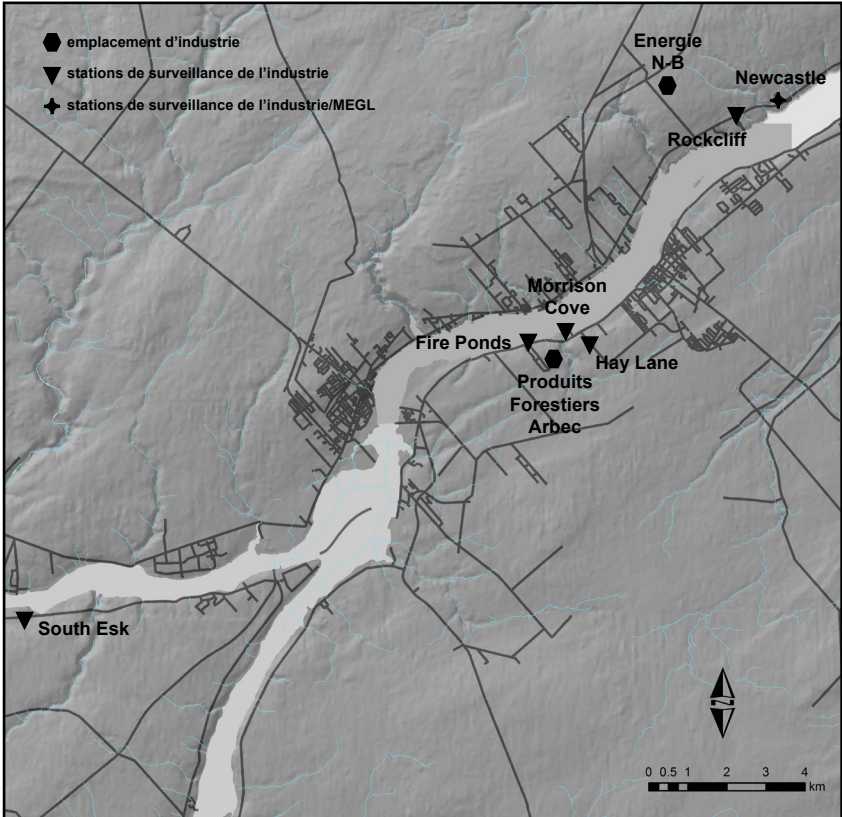 emplacement d'industrie
stations de surveillance de l'industrie
stations de surveillance de l'industrie/MEGL
Energie
N-B
Newcastle
Rockcliff
Morrison
Cove
Fire Ponds
Hay Lane
Produits
Forestiers
Arbec
South Esk
N
0 0.5 1 2 3 4
km